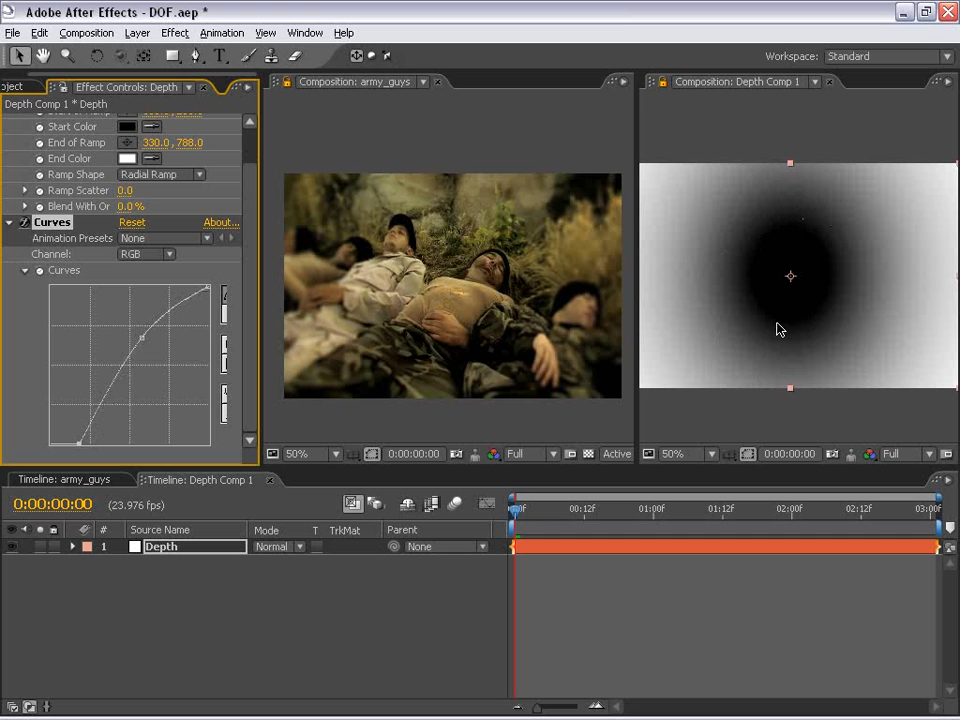 Adobe After Effects - DOF.aep *
File Edit Composition Layer Effect Animation View Window Help
Workspace: Standard
oject Effect Controls: Depth Composition: army_guys Composition: Depth Comp 1
Depth Comp 1 * Depth
Start Color
End of Ramp 330.0, 788.0
End Color
Ramp Shape Radial Ramp
Ramp Scatter 0.0
Blend With Or 0.0 %
Curves Reset About...
Animation Presets None
Channel: RGB
Curves
50% 0:00:00:00 Full Active 50% 0:00:00:00 Full
Timeline: army_guys Timeline: Depth Comp 1
0:00:00:00 (23.976 fps)
00:12f 01:00f 01:12f 02:00f 02:12f 03:00f
# Source Name Mode T TrkMat Parent
1 Depth Normal None